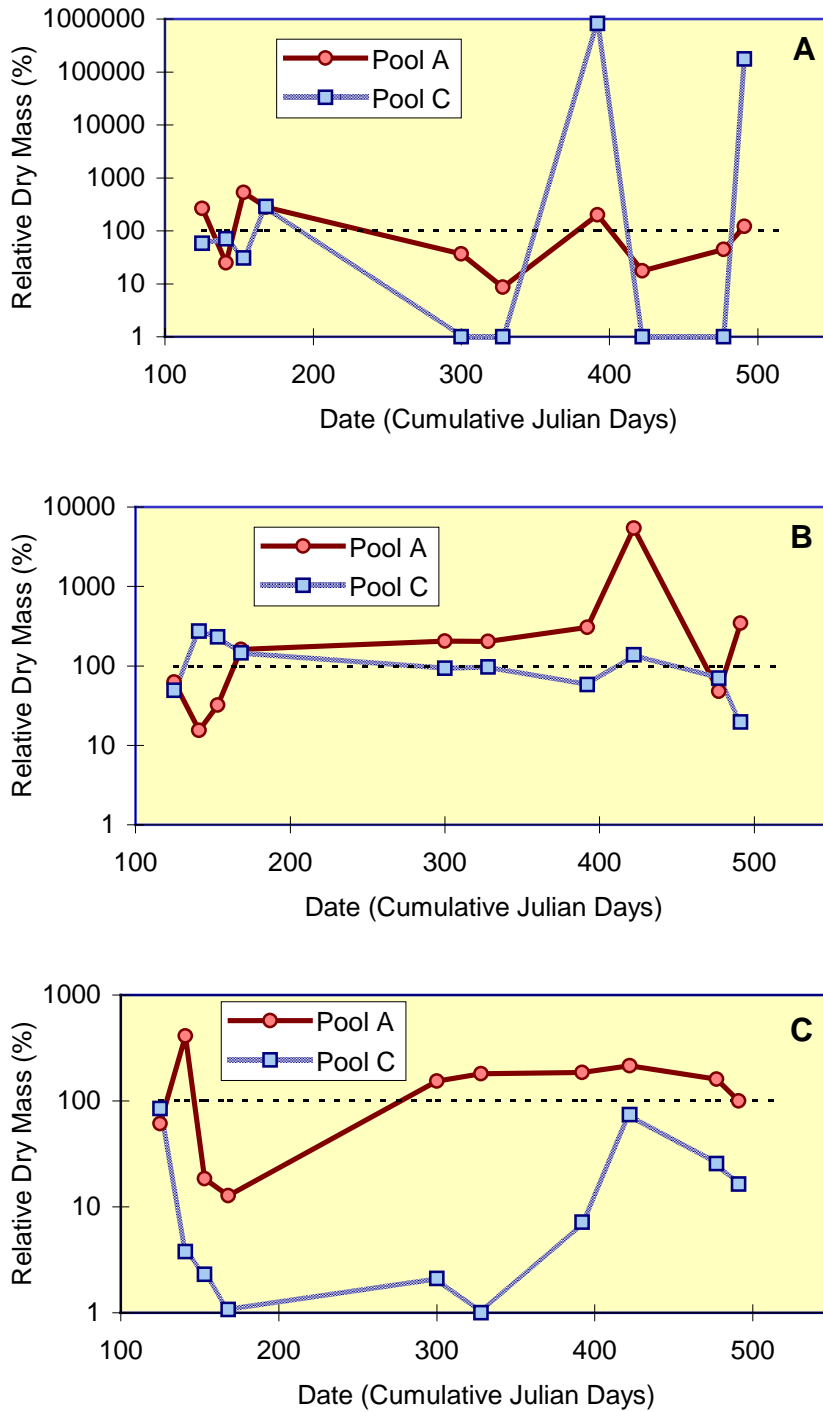 A
Pool A
Pool C
Relative Dry Mass (%)
1000000
100000
10000
1000
100
10
1
100 200 300 400 500
Date (Cumulative Julian Days)
B
Pool A
Pool C
Relative Dry Mass (%)
10000
1000
100
10
1
100 200 300 400 500
Date (Cumulative Julian Days)
C
Pool A
Pool C
Relative Dry Mass (%)
1000
100
10
1
100 200 300 400 500
Date (Cumulative Julian Days)